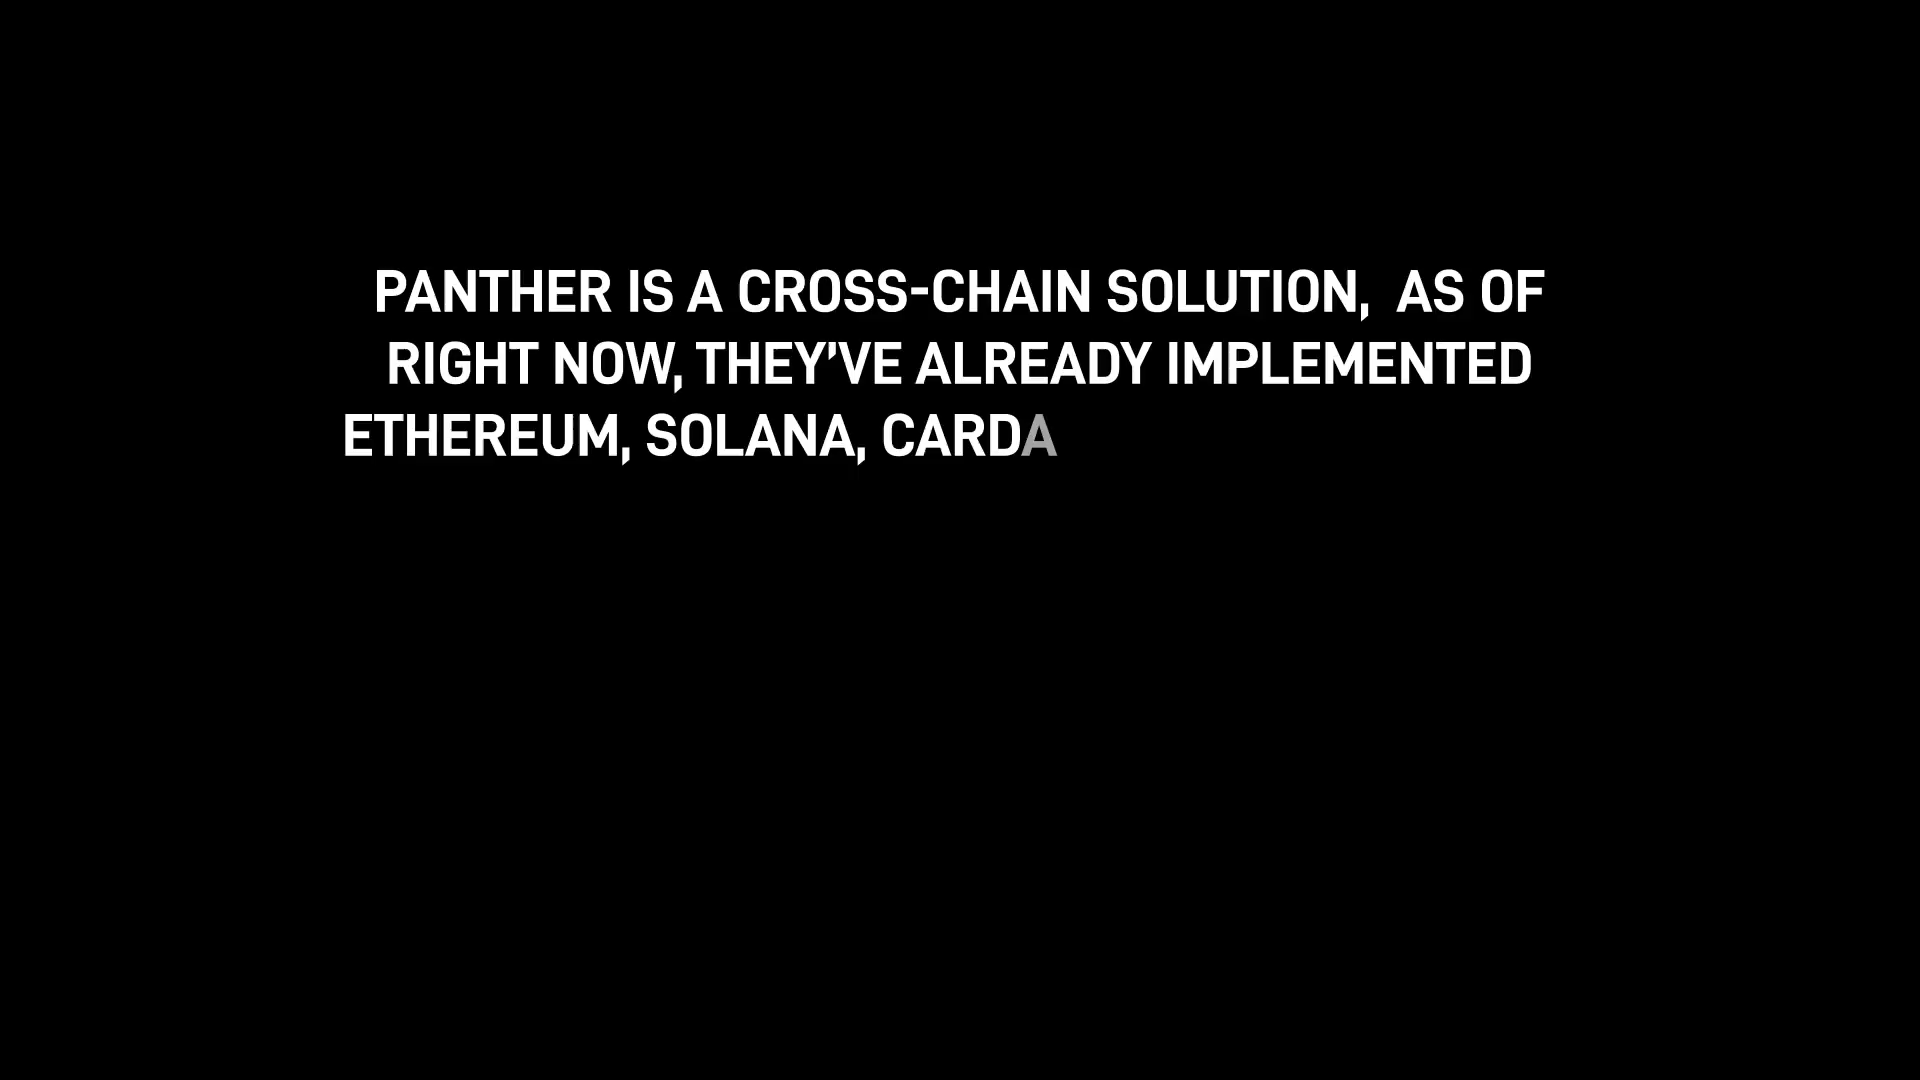 PANTHER IS A CROSS-CHAIN SOLUTION,  AS OF
RIGHT NOW, THEY’VE ALREADY IMPLEMENTED
ETHEREUM, SOLANA, CARDA